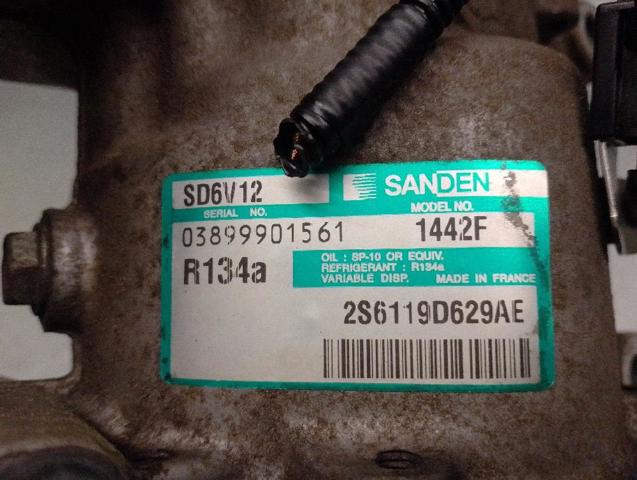 SD6V12
SANDEN
SERIAL NO.
MODEL NO.
03899901561
1442F
R134a
OIL : SP-10 OR EQUIV.
REFRIGERANT : R134a
VARIABLE DISP. MADE IN FRANCE
2S6119D629AE